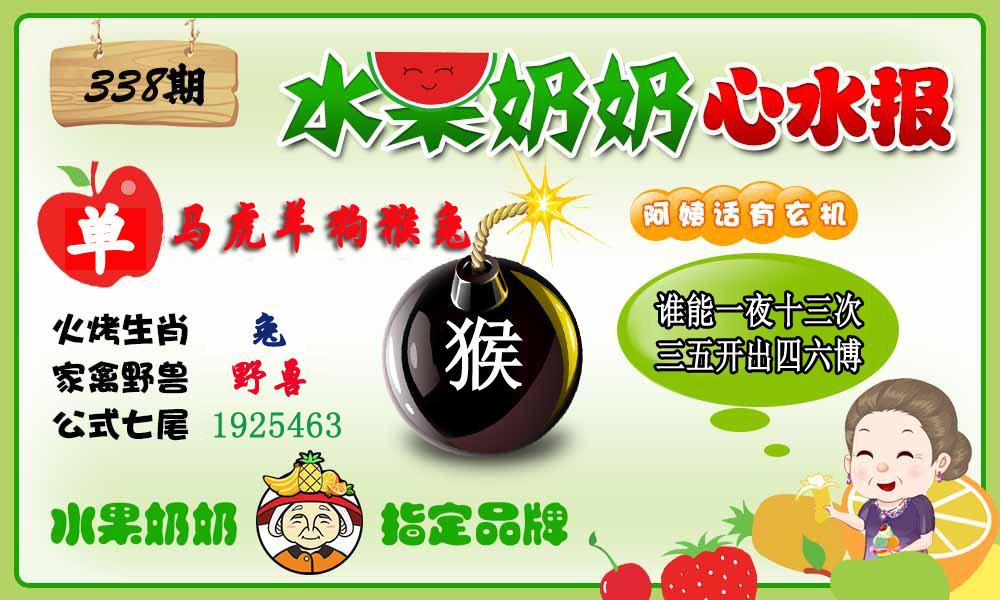 338期
水果奶奶心水报
单 马虎羊狗猴兔
阿姨话有玄机
火烤生肖 兔
家禽野兽 野兽
公式七尾 1925463
猴
谁能一夜十三次
三五开出四六博
水果奶奶 指定品牌